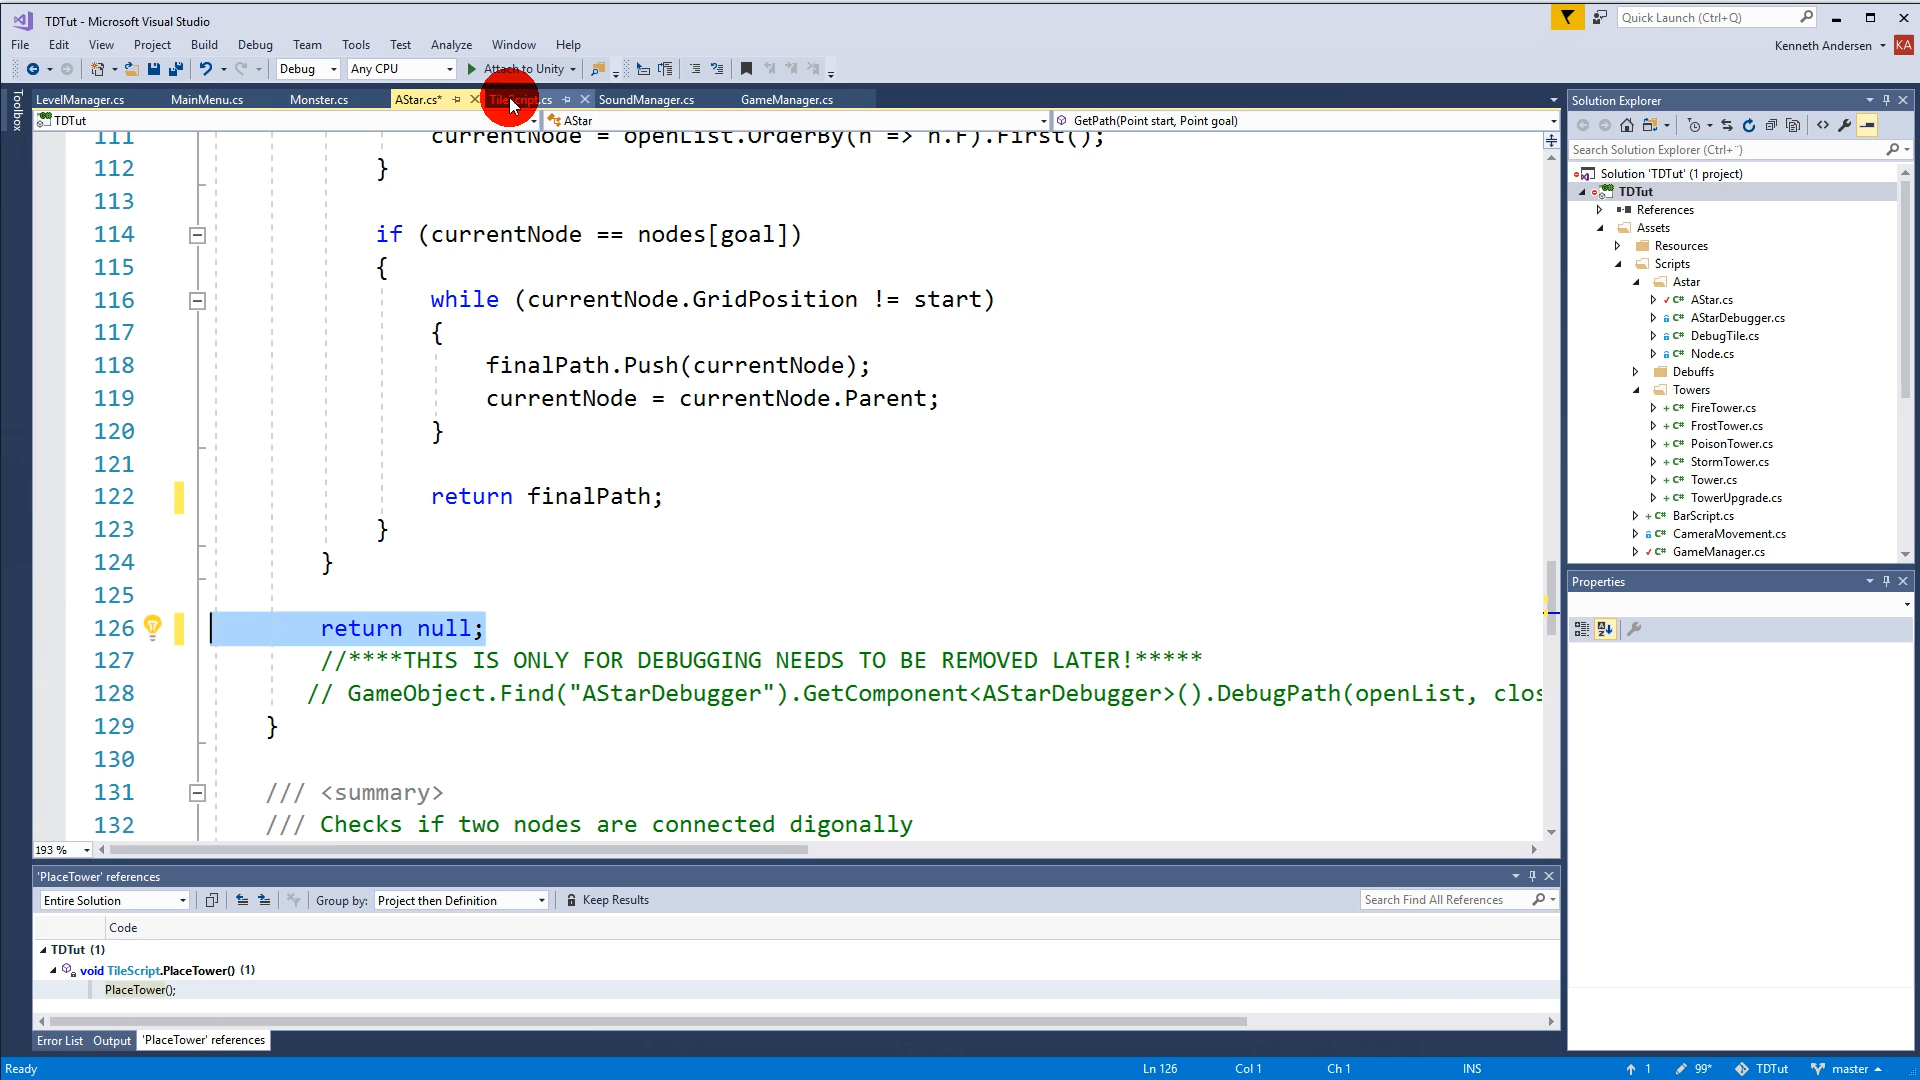 TDTut - Microsoft Visual Studio
Quick Launch (Ctrl+Q)
File Edit View Project Build Debug Team Tools Test Analyze Window Help
Kenneth Andersen KA
Debug Any CPU Attach to Unity
Toolbox
LevelManager.cs MainMenu.cs Monster.cs AStar.cs* TileScript.cs SoundManager.cs GameManager.cs
TDTut AStar GetPath(Point start, Point goal)
111 currentNode = openList.OrderBy(n => n.F).First();
112 }
113
114 if (currentNode == nodes[goal])
115 {
116 while (currentNode.GridPosition != start)
117 {
118 finalPath.Push(currentNode);
119 currentNode = currentNode.Parent;
120 }
121
122 return finalPath;
123 }
124 }
125
126 return null;
127 //****THIS IS ONLY FOR DEBUGGING NEEDS TO BE REMOVED LATER!*****
128 // GameObject.Find("AStarDebugger").GetComponent<AStarDebugger>().DebugPath(openList, clos
129 }
130
131 /// <summary>
132 /// Checks if two nodes are connected digonally
193 %
Solution Explorer
Search Solution Explorer (Ctrl+¨)
Solution 'TDTut' (1 project)
TDTut
References
Assets
Resources
Scripts
Astar
C# AStar.cs
C# AStarDebugger.cs
C# DebugTile.cs
C# Node.cs
Debuffs
Towers
+ C# FireTower.cs
+ C# FrostTower.cs
+ C# PoisonTower.cs
+ C# StormTower.cs
+ C# Tower.cs
+ C# TowerUpgrade.cs
+ C# BarScript.cs
C# CameraMovement.cs
C# GameManager.cs
Properties
'PlaceTower' references
Entire Solution Group by: Project then Definition Keep Results Search Find All References
Code
TDTut (1)
void TileScript.PlaceTower() (1)
PlaceTower();
Error List Output 'PlaceTower' references
Ready Ln 126 Col 1 Ch 1 INS 1 99* TDTut master